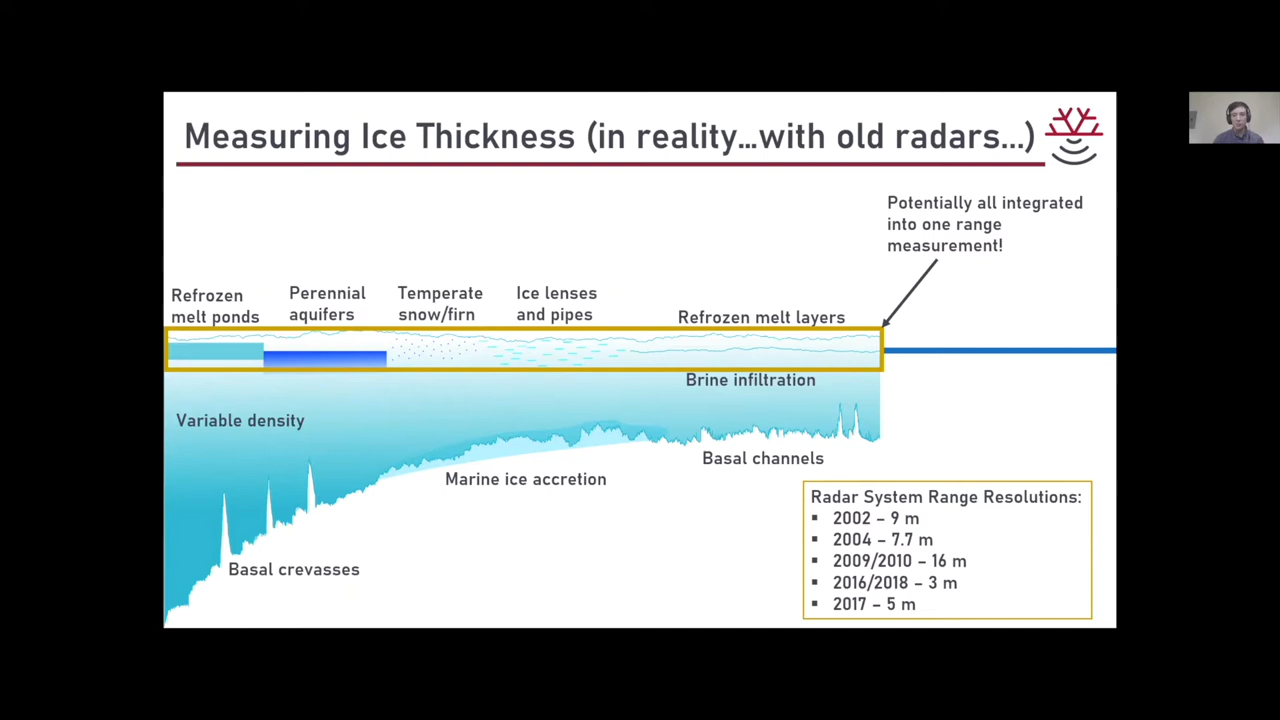 Measuring Ice Thickness (in reality...with old radars...)
Potentially all integrated
into one range
measurement!
Refrozen
melt ponds
Perennial
aquifers
Temperate
snow/firn
Ice lenses
and pipes
Refrozen melt layers
Brine infiltration
Variable density
Basal channels
Marine ice accretion
Basal crevasses
Radar System Range Resolutions:
▪ 2002 – 9 m
▪ 2004 – 7.7 m
▪ 2009/2010 – 16 m
▪ 2016/2018 – 3 m
▪ 2017 – 5 m